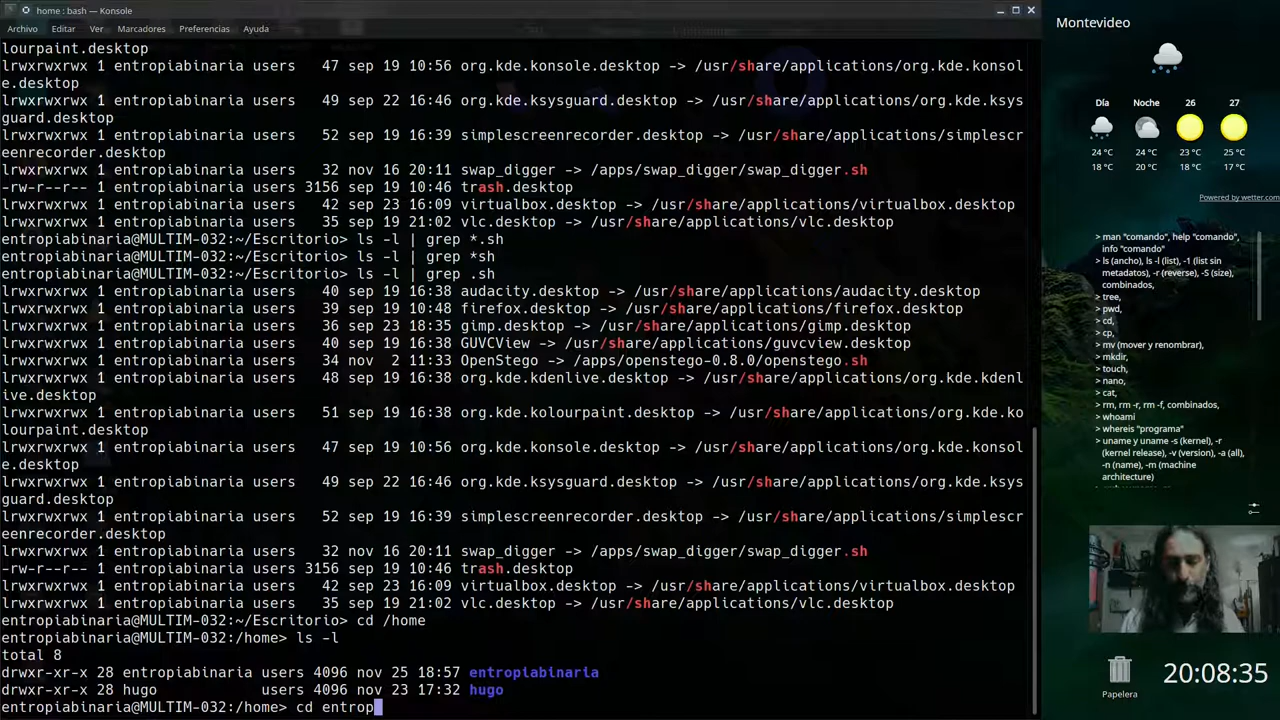 home : bash — Konsole
Archivo Editar Ver Marcadores Preferencias Ayuda
lourpaint.desktop
lrwxrwxrwx 1 entropiabinaria users   47 sep 19 10:56 org.kde.konsole.desktop -> /usr/share/applications/org.kde.konsol
e.desktop
lrwxrwxrwx 1 entropiabinaria users   49 sep 22 16:46 org.kde.ksysguard.desktop -> /usr/share/applications/org.kde.ksys
guard.desktop
lrwxrwxrwx 1 entropiabinaria users   52 sep 19 16:39 simplescreenrecorder.desktop -> /usr/share/applications/simplescr
eenrecorder.desktop
lrwxrwxrwx 1 entropiabinaria users   32 nov 16 20:11 swap_digger -> /apps/swap_digger/swap_digger.sh
-rw-r--r-- 1 entropiabinaria users 3156 sep 19 10:46 trash.desktop
lrwxrwxrwx 1 entropiabinaria users   42 sep 23 16:09 virtualbox.desktop -> /usr/share/applications/virtualbox.desktop
lrwxrwxrwx 1 entropiabinaria users   35 sep 19 21:02 vlc.desktop -> /usr/share/applications/vlc.desktop
entropiabinaria@MULTIM-032:~/Escritorio> ls -l | grep *.sh
entropiabinaria@MULTIM-032:~/Escritorio> ls -l | grep *sh
entropiabinaria@MULTIM-032:~/Escritorio> ls -l | grep .sh
lrwxrwxrwx 1 entropiabinaria users   40 sep 19 16:38 audacity.desktop -> /usr/share/applications/audacity.desktop
lrwxrwxrwx 1 entropiabinaria users   39 sep 19 10:48 firefox.desktop -> /usr/share/applications/firefox.desktop
lrwxrwxrwx 1 entropiabinaria users   36 sep 23 18:35 gimp.desktop -> /usr/share/applications/gimp.desktop
lrwxrwxrwx 1 entropiabinaria users   40 sep 19 16:38 GUVCView -> /usr/share/applications/guvcview.desktop
lrwxrwxrwx 1 entropiabinaria users   34 nov  2 11:33 OpenStego -> /apps/openstego-0.8.0/openstego.sh
lrwxrwxrwx 1 entropiabinaria users   48 sep 19 16:38 org.kde.kdenlive.desktop -> /usr/share/applications/org.kde.kdenl
ive.desktop
lrwxrwxrwx 1 entropiabinaria users   51 sep 19 16:38 org.kde.kolourpaint.desktop -> /usr/share/applications/org.kde.ko
lourpaint.desktop
lrwxrwxrwx 1 entropiabinaria users   47 sep 19 10:56 org.kde.konsole.desktop -> /usr/share/applications/org.kde.konsol
e.desktop
lrwxrwxrwx 1 entropiabinaria users   49 sep 22 16:46 org.kde.ksysguard.desktop -> /usr/share/applications/org.kde.ksys
guard.desktop
lrwxrwxrwx 1 entropiabinaria users   52 sep 19 16:39 simplescreenrecorder.desktop -> /usr/share/applications/simplescr
eenrecorder.desktop
lrwxrwxrwx 1 entropiabinaria users   32 nov 16 20:11 swap_digger -> /apps/swap_digger/swap_digger.sh
-rw-r--r-- 1 entropiabinaria users 3156 sep 19 10:46 trash.desktop
lrwxrwxrwx 1 entropiabinaria users   42 sep 23 16:09 virtualbox.desktop -> /usr/share/applications/virtualbox.desktop
lrwxrwxrwx 1 entropiabinaria users   35 sep 19 21:02 vlc.desktop -> /usr/share/applications/vlc.desktop
entropiabinaria@MULTIM-032:~/Escritorio> cd /home
entropiabinaria@MULTIM-032:/home> ls -l
total 8
drwxr-xr-x 28 entropiabinaria users 4096 nov 25 18:57 entropiabinaria
drwxr-xr-x 28 hugo            users 4096 nov 23 17:32 hugo
entropiabinaria@MULTIM-032:/home> cd entrop
Montevideo
Día Noche 26 27
24 °C 24 °C 23 °C 25 °C
18 °C 20 °C 18 °C 17 °C
Powered by wetter.com
> man "comando", help "comando",
info "comando"
> ls (ancho), ls -l (list), -1 (list sin
metadatos), -r (reverse), -S (size),
combinados,
> tree,
> pwd,
> cd,
> cp,
> mv (mover y renombrar),
> mkdir,
> touch,
> nano,
> cat,
> rm, rm -r, rm -f, combinados,
> whoami
> whereis "programa"
> uname y uname -s (kernel), -r
(kernel release), -v (version), -a (all),
-n (name), -m (machine
architecture)
Papelera
20:08:35